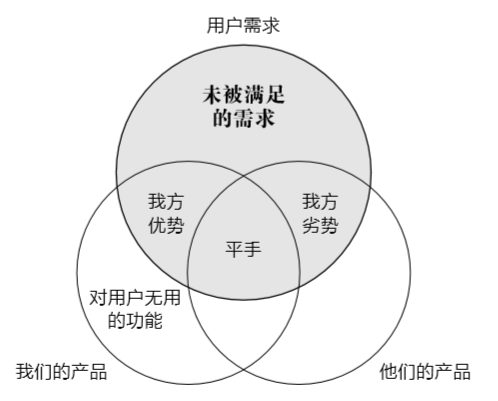 用户需求
未被满足
的需求
我方
优势
我方
劣势
平手
对用户无用
的功能
我们的产品
他们的产品